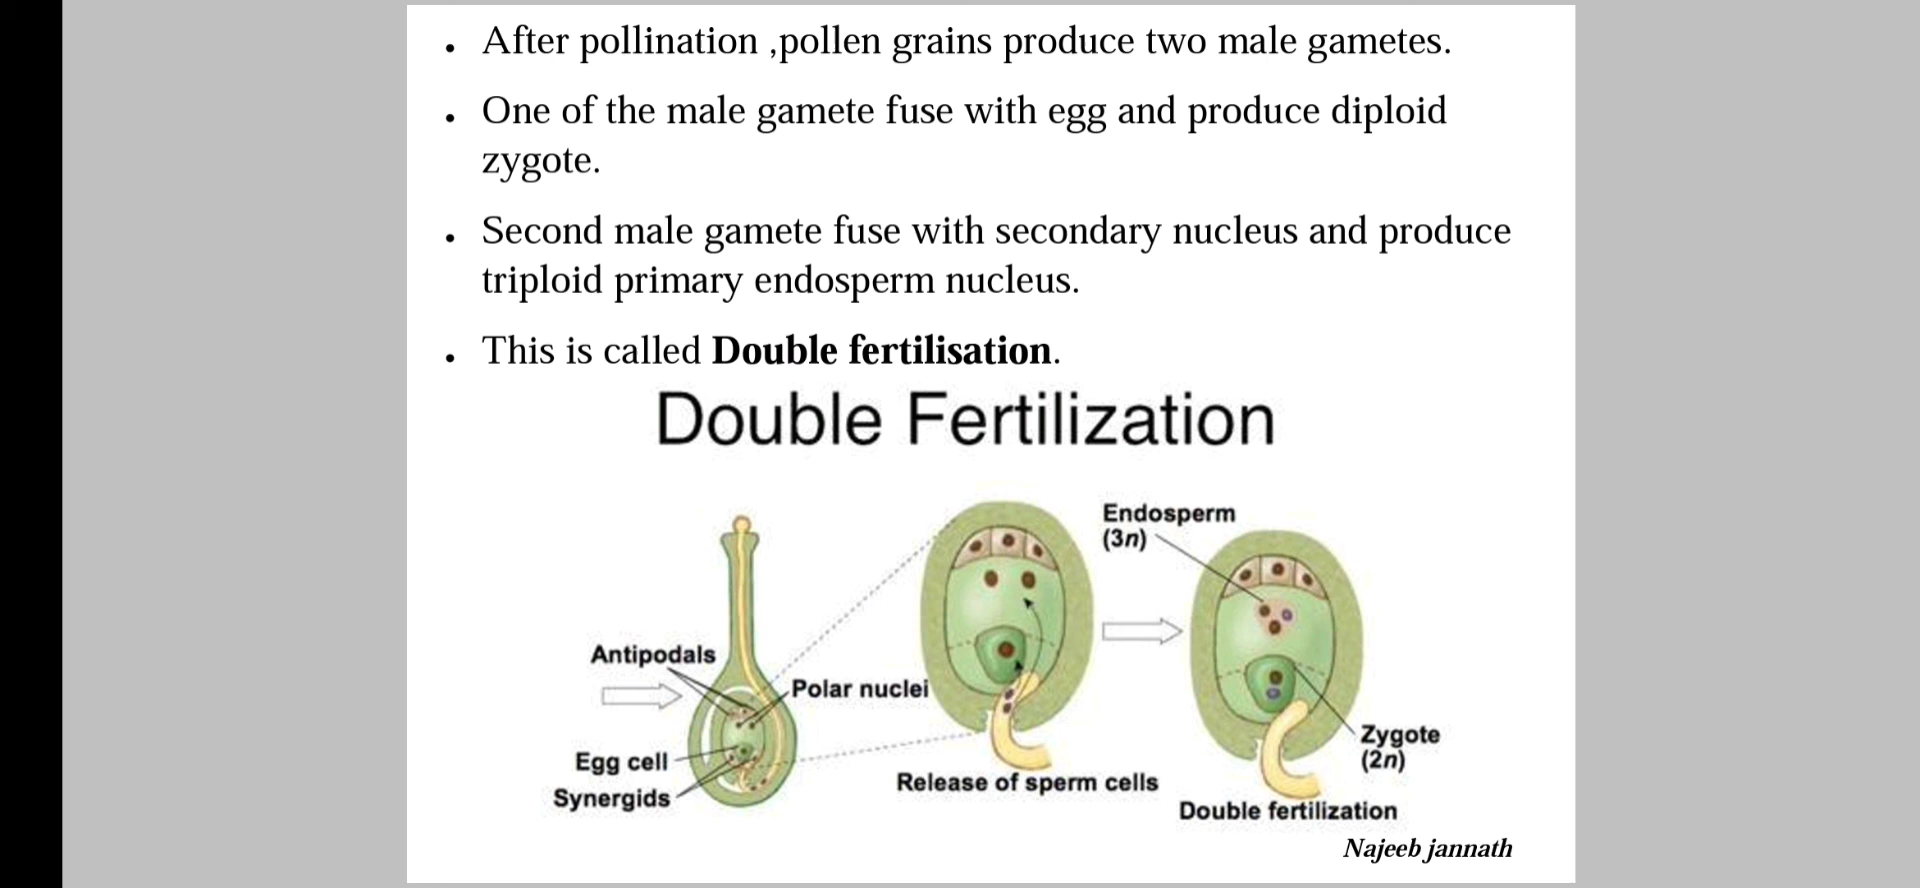 • After pollination ,pollen grains produce two male gametes.
• One of the male gamete fuse with egg and produce diploid
zygote.
• Second male gamete fuse with secondary nucleus and produce
triploid primary endosperm nucleus.
• This is called Double fertilisation.
Double Fertilization
Endosperm
(3n)
Antipodals
Polar nuclei
Egg cell
Synergids
Release of sperm cells
Zygote
(2n)
Double fertilization
Najeeb jannath